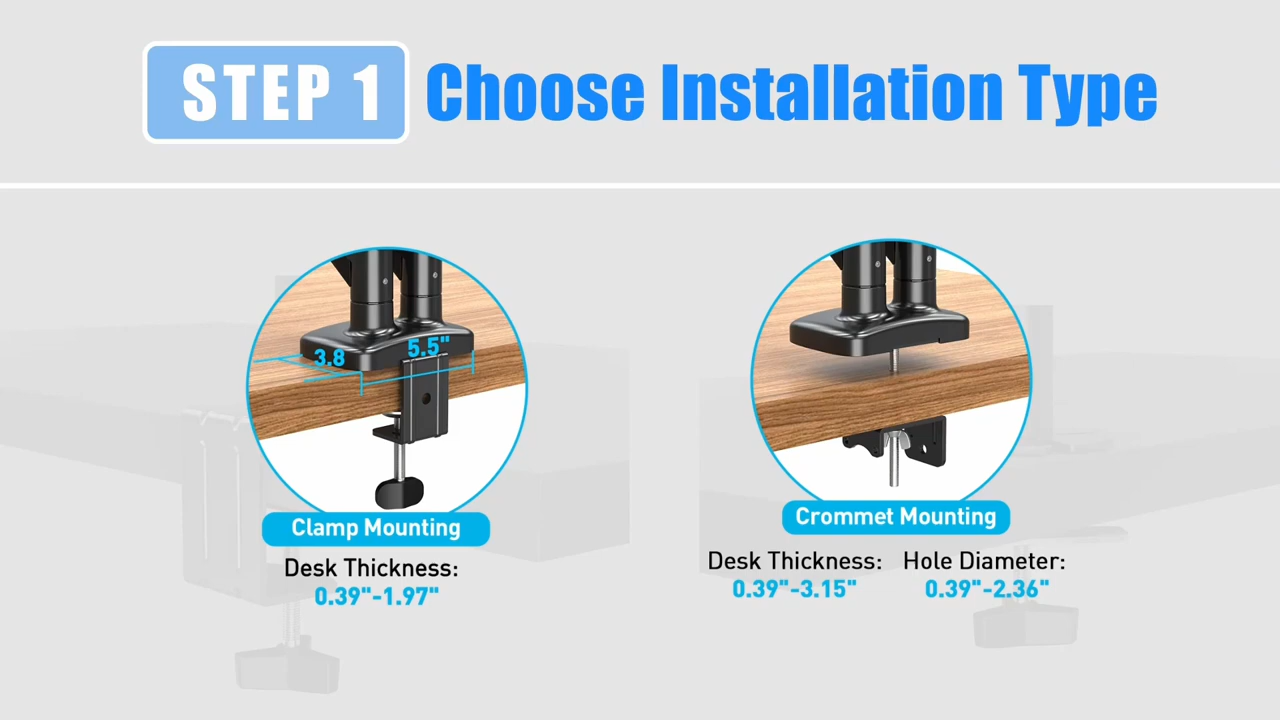 STEP 1 Choose Installation Type
3.8
5.5"
Clamp Mounting
Desk Thickness:
0.39"-1.97"
Crommet Mounting
Desk Thickness:
0.39"-3.15"
Hole Diameter:
0.39"-2.36"